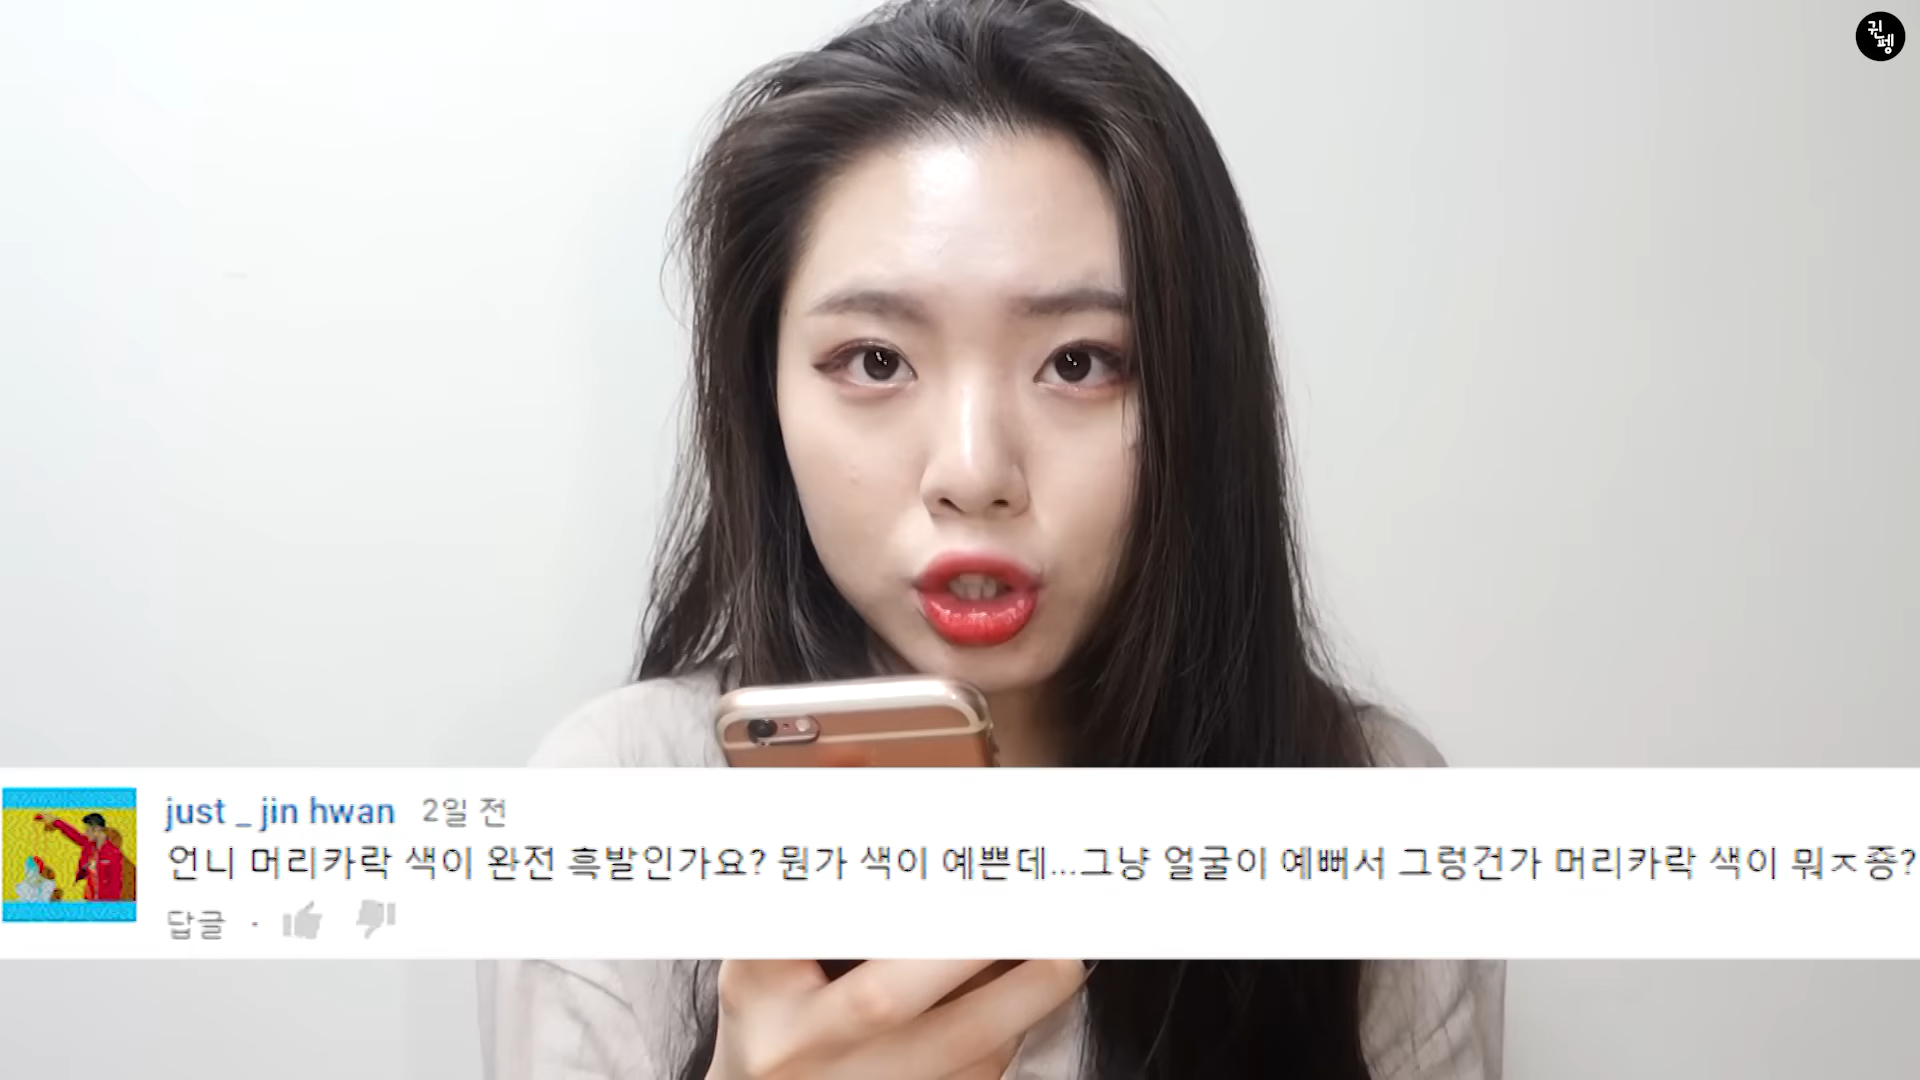 퀸
펭
just _ jin hwan 2일 전
언니 머리카락 색이 완전 흑발인가요? 뭔가 색이 예쁜데...그냥 얼굴이 예뻐서 그렁건가 머리카락 색이 뭐ㅈ죵?
답글 ·